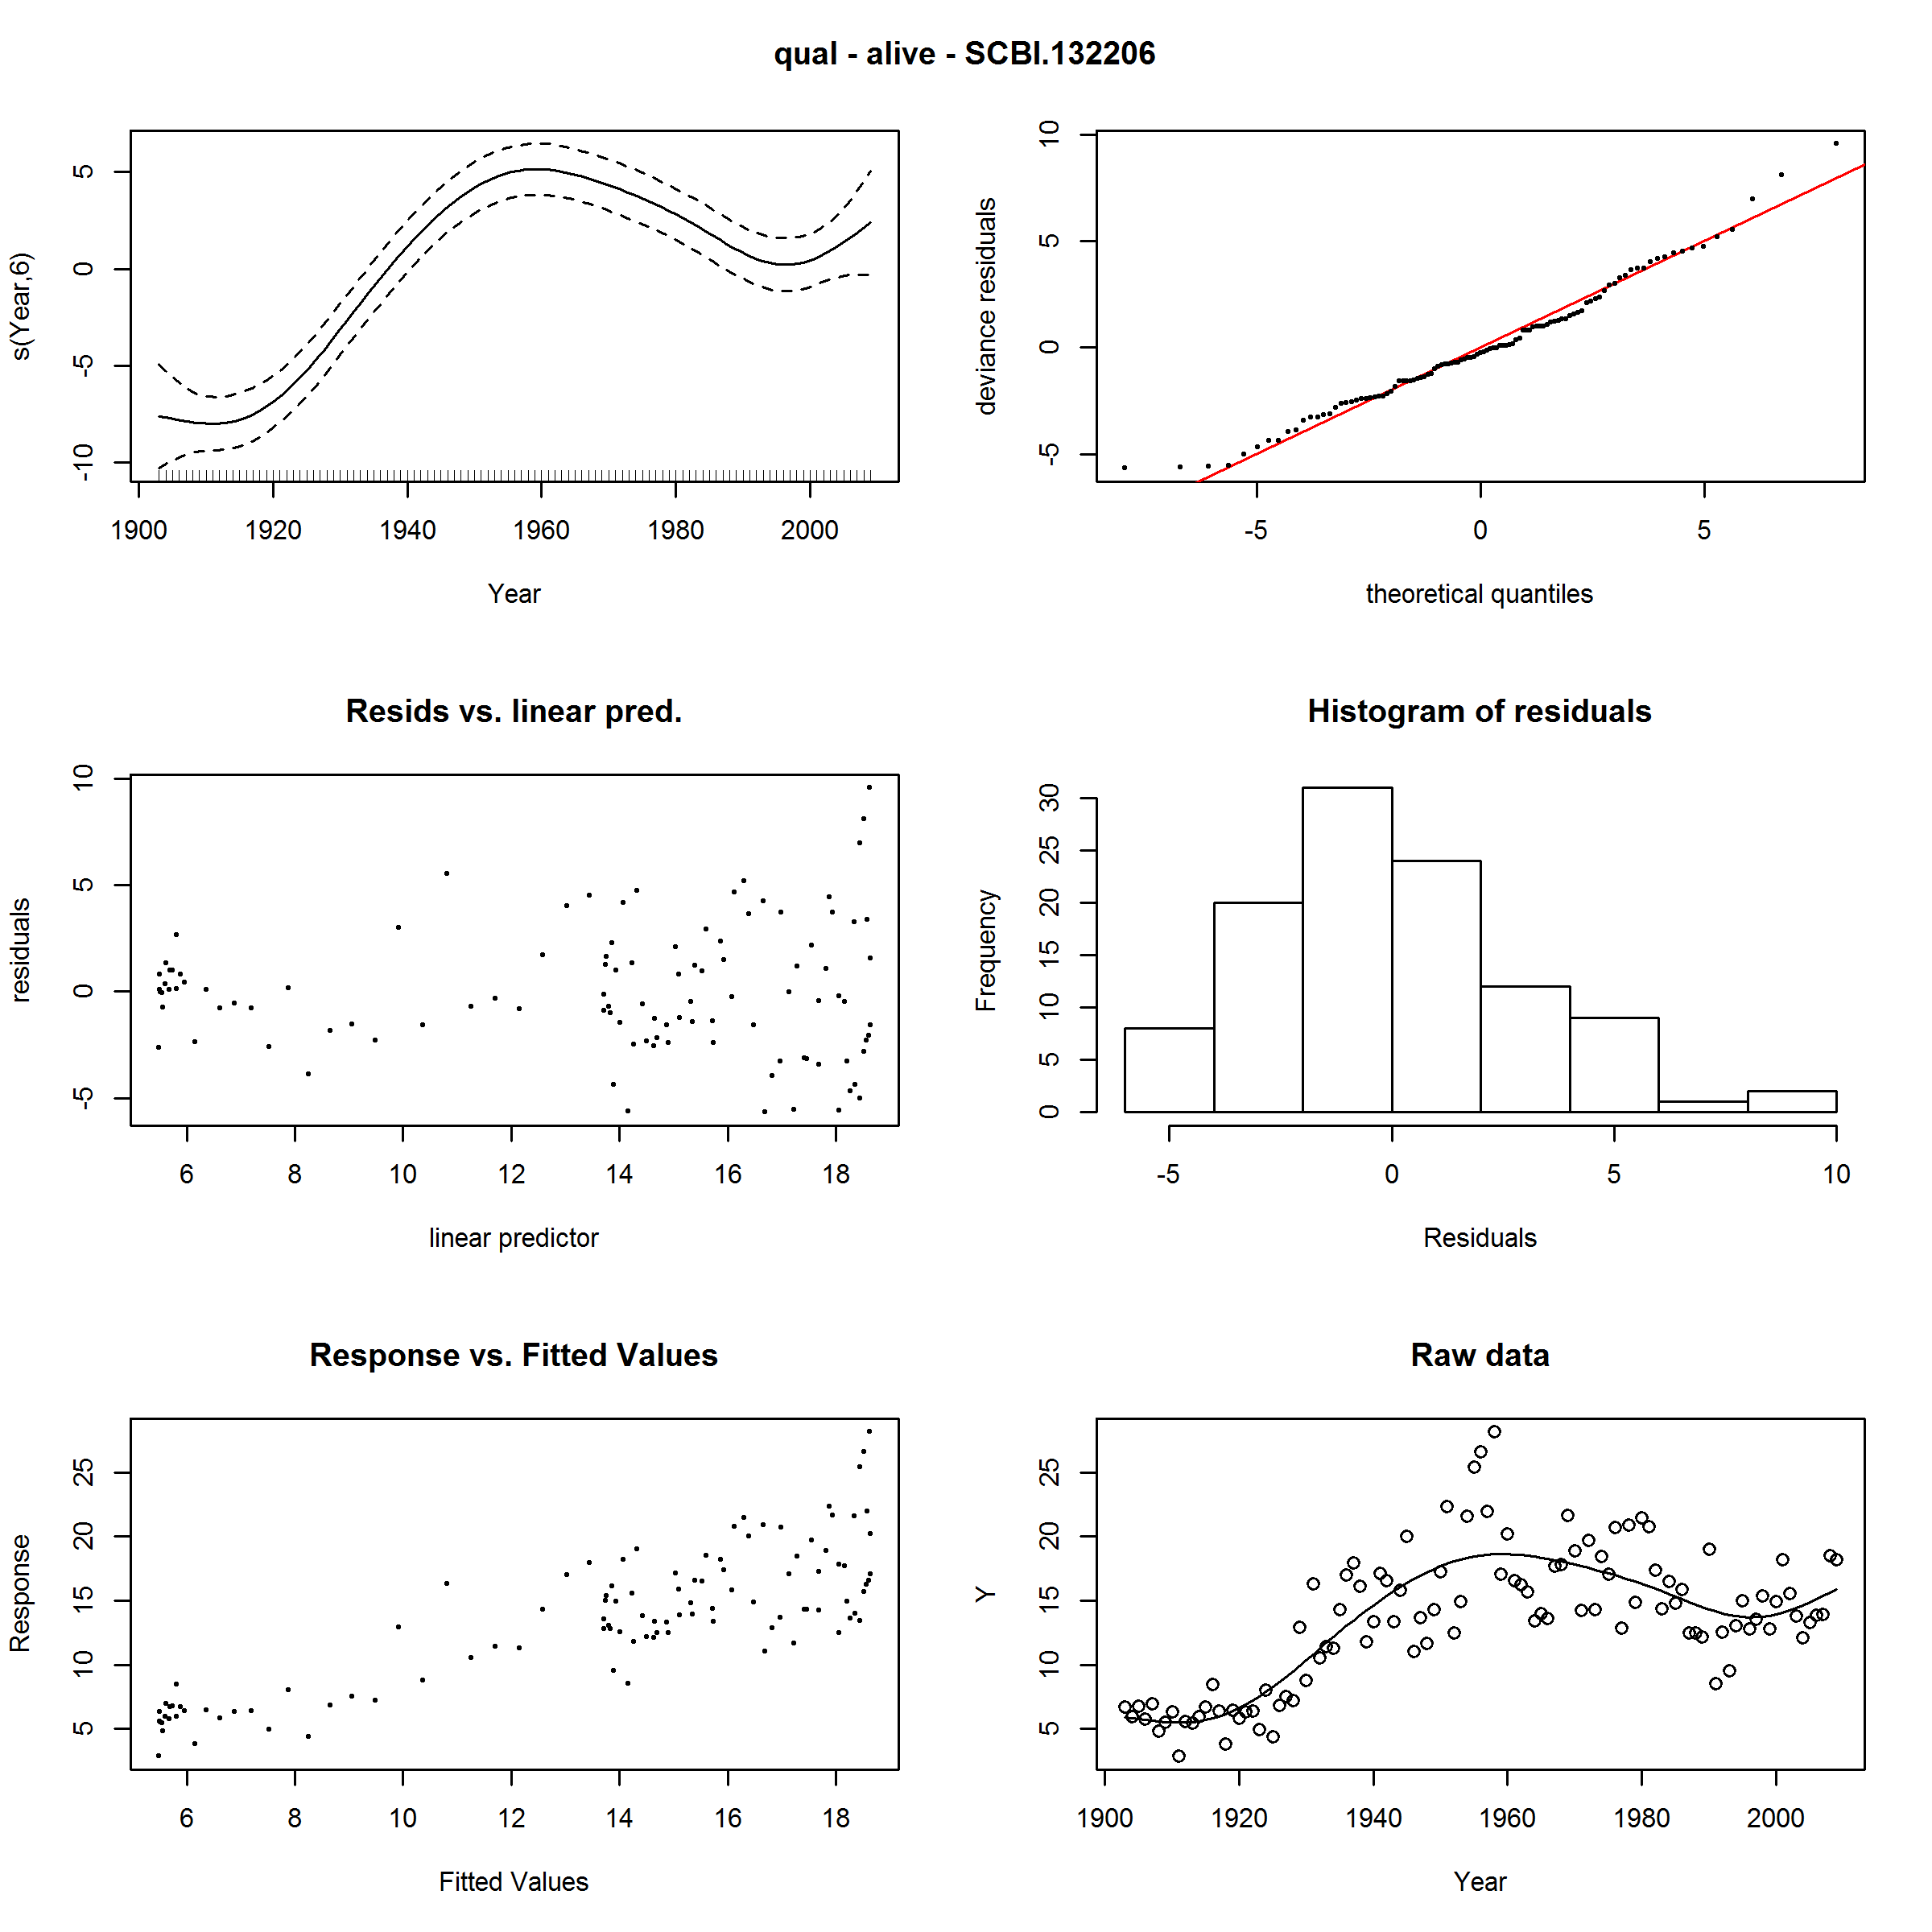 qual - alive - SCBI.132206
s(Year,6)
5
0
-5
-10
1900 1920 1940 1960 1980 2000
Year
deviance residuals
10
5
0
-5
-5 0 5
theoretical quantiles
Resids vs. linear pred.
residuals
10
5
0
-5
6 8 10 12 14 16 18
linear predictor
Histogram of residuals
Frequency
30
25
20
15
10
5
0
-5 0 5 10
Residuals
Response vs. Fitted Values
Response
25
20
15
10
5
6 8 10 12 14 16 18
Fitted Values
Raw data
Y
25
20
15
10
5
1900 1920 1940 1960 1980 2000
Year